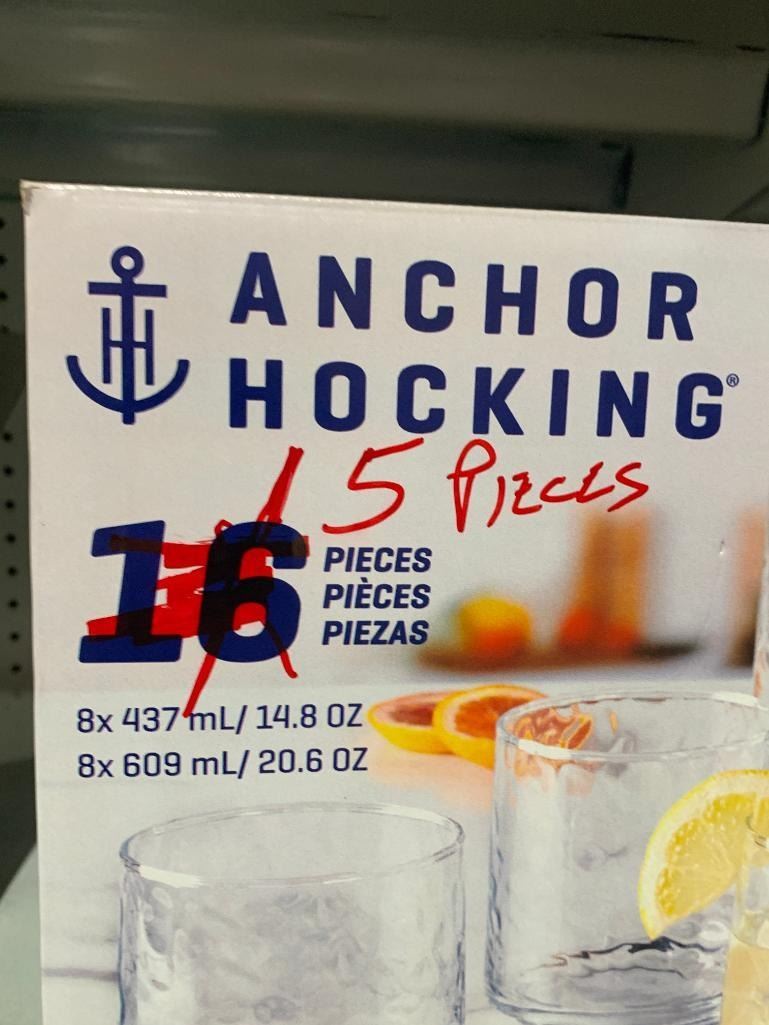 ANCHOR
HOCKING®
15 PIECES
16
PIECES
PIÈCES
PIEZAS
8x 437 mL/ 14.8 OZ
8x 609 mL/ 20.6 OZ